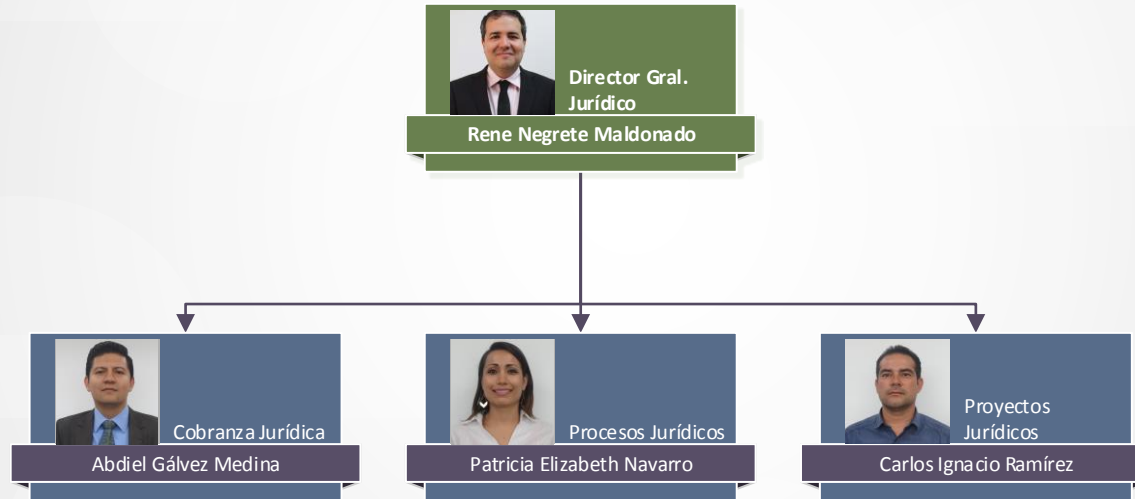 Director Gral.
Jurídico
Rene Negrete Maldonado
Cobranza Jurídica
Abdiel Gálvez Medina
Procesos Jurídicos
Patricia Elizabeth Navarro
Proyectos
Jurídicos
Carlos Ignacio Ramírez